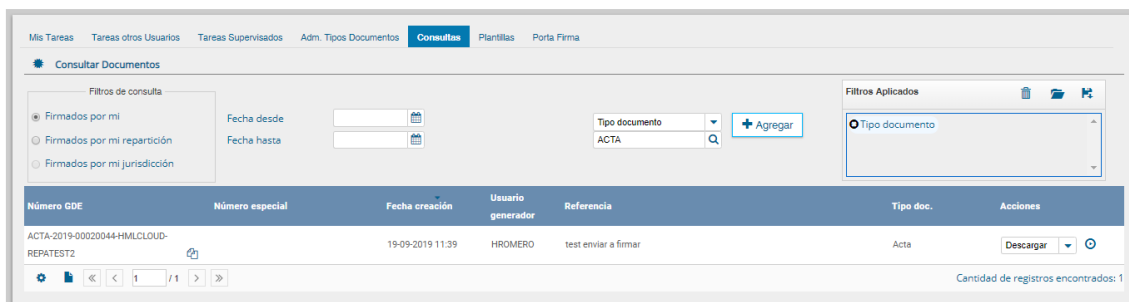 Mis Tareas Tareas otros Usuarios Tareas Supervisados Adm. Tipos Documentos Consultas Plantillas Porta Firma
Consultar Documentos
Filtros de consulta
Firmados por mi
Firmados por mi repartición
Firmados por mi jurisdicción
Fecha desde
Fecha hasta
Tipo documento
ACTA
Agregar
Filtros Aplicados
Tipo documento
Número GDE Número especial Fecha creación Usuario generador Referencia Tipo doc. Acciones
ACTA-2019-00020044-HMLCLOUD-
REPATEST2
19-09-2019 11:39 HROMERO test enviar a firmar Acta Descargar
1 / 1
Cantidad de registros encontrados: 1